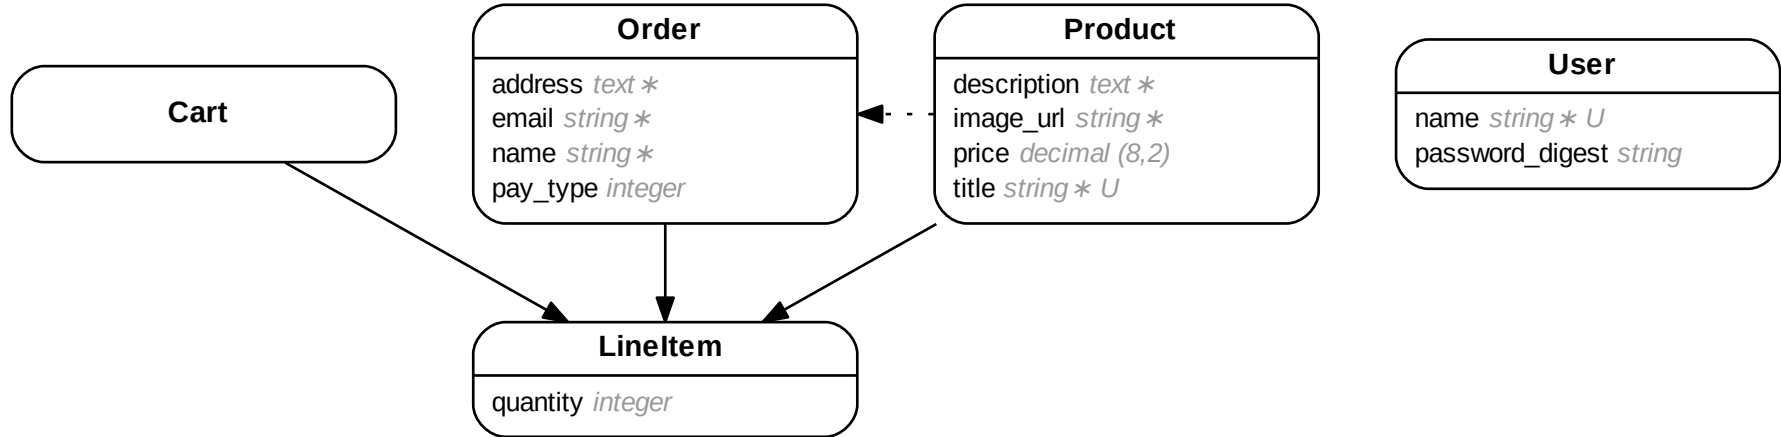 Cart
Order
address text ∗
email string ∗
name string ∗
pay_type integer
Product
description text ∗
image_url string ∗
price decimal (8,2)
title string ∗ U
User
name string ∗ U
password_digest string
LineItem
quantity integer